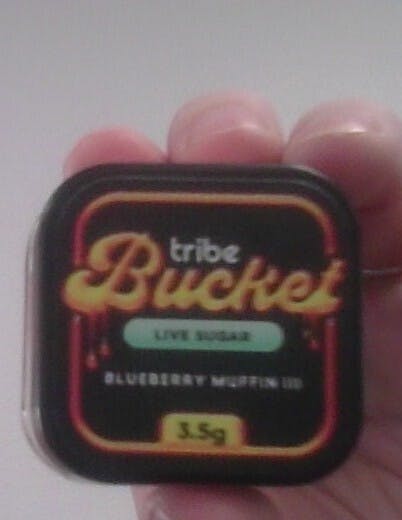 tribe
Bucket
LIVE SUGAR
BLUEBERRY MUFFIN
3.5g